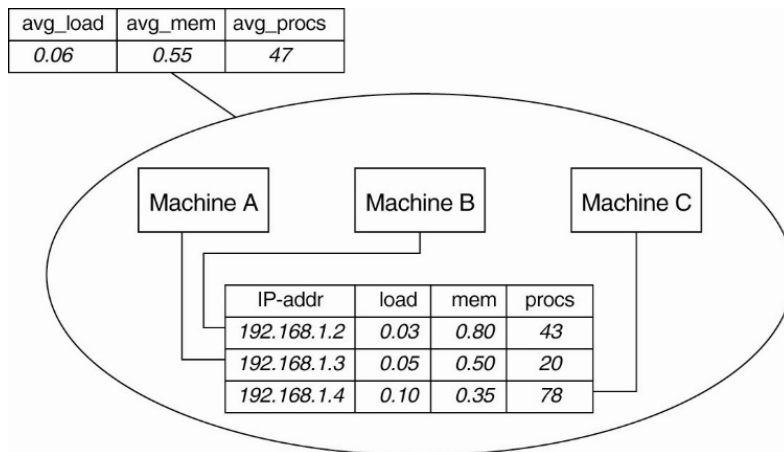 avg_load avg_mem avg_procs
0.06 0.55 47
Machine A Machine B Machine C
IP-addr load mem procs
192.168.1.2 0.03 0.80 43
192.168.1.3 0.05 0.50 20
192.168.1.4 0.10 0.35 78